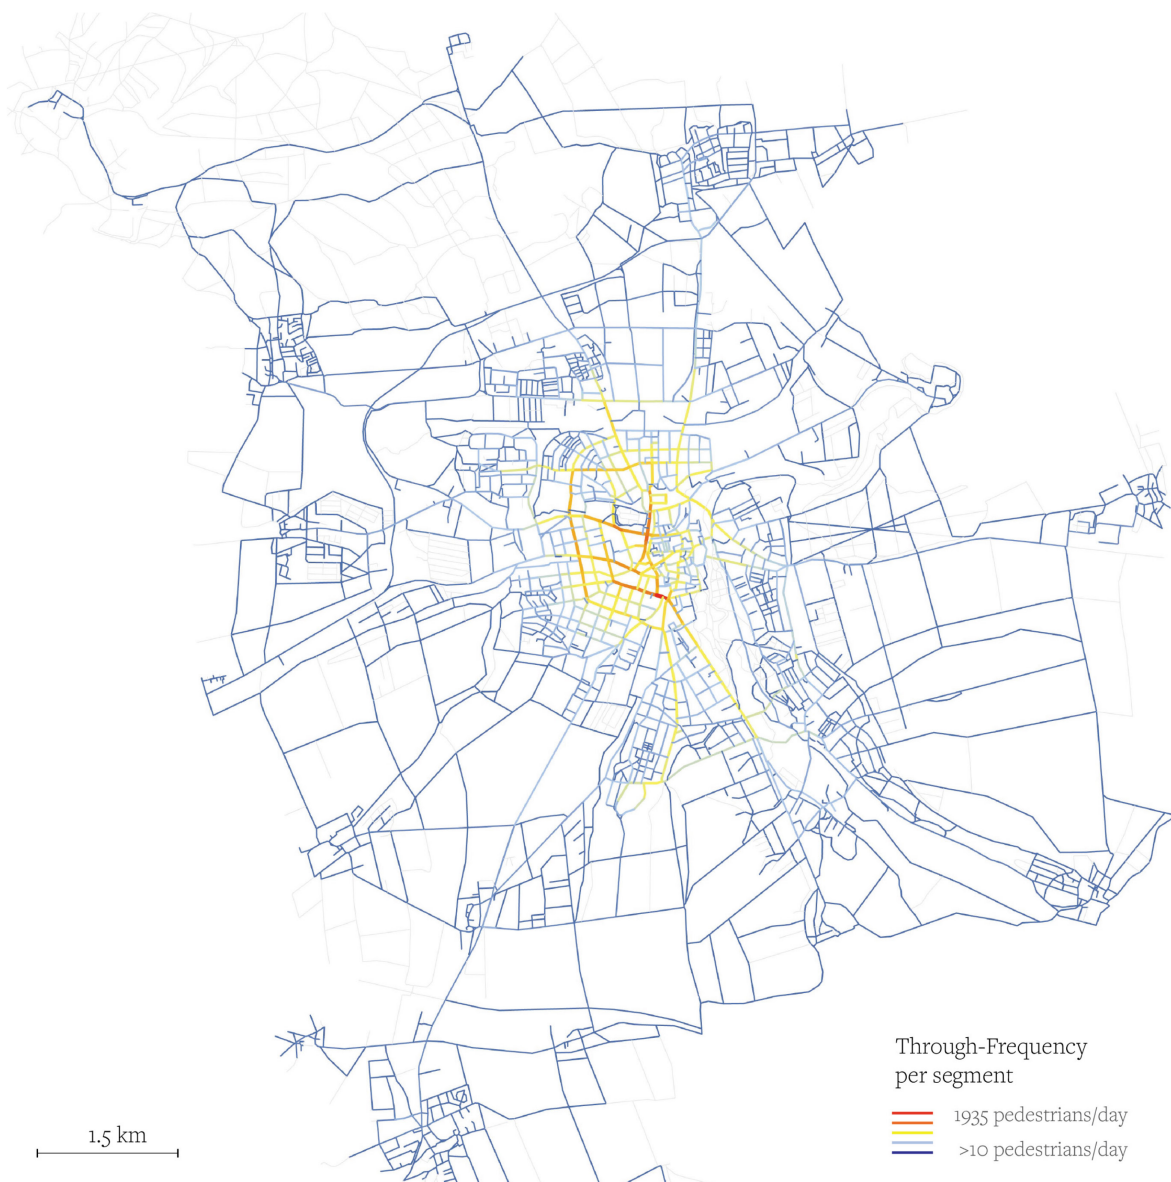 Through-Frequency
per segment
1935 pedestrians/day
>10 pedestrians/day
1.5 km